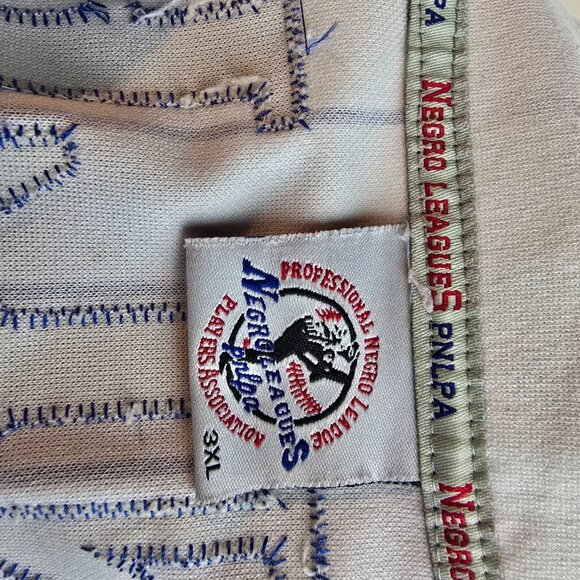 PROFESSIONAL NEGRO LEAGUE
NEGRO LEAGUES
pnlpa
PLAYERS ASSOCIATION
3XL
PA
NEGRO LEAGUES PNLPA
NEGRO